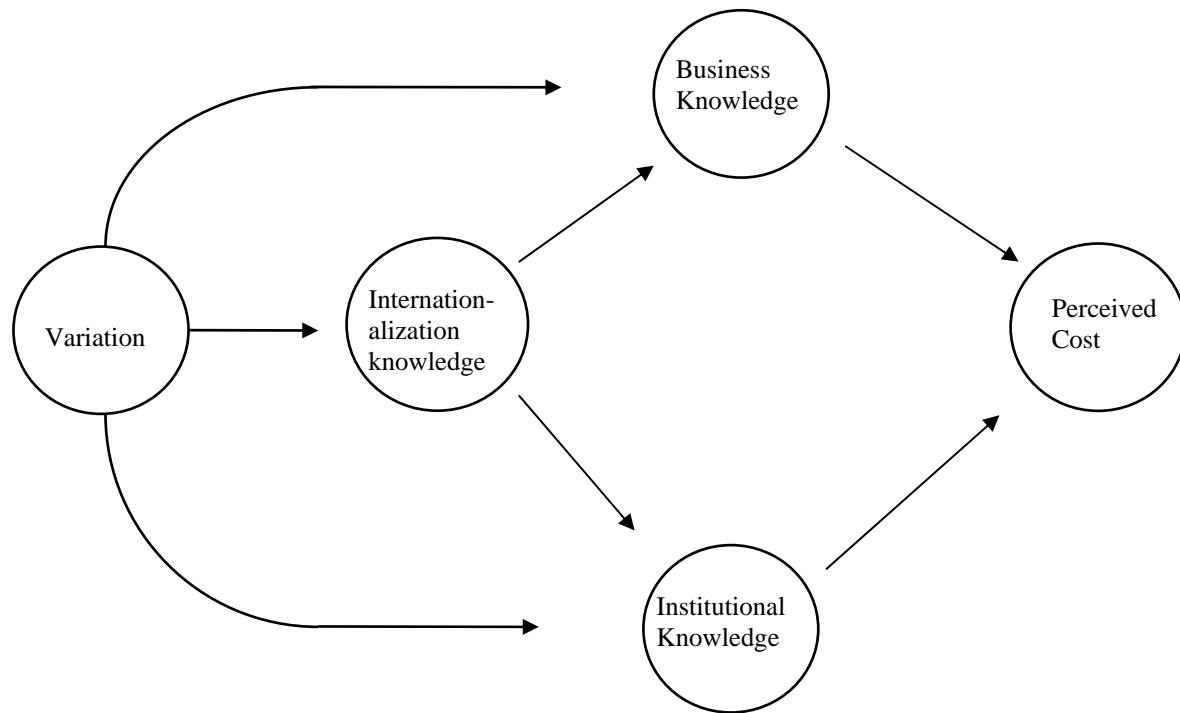 Business
Knowledge
Variation
Internation-
alization
knowledge
Perceived
Cost
Institutional
Knowledge